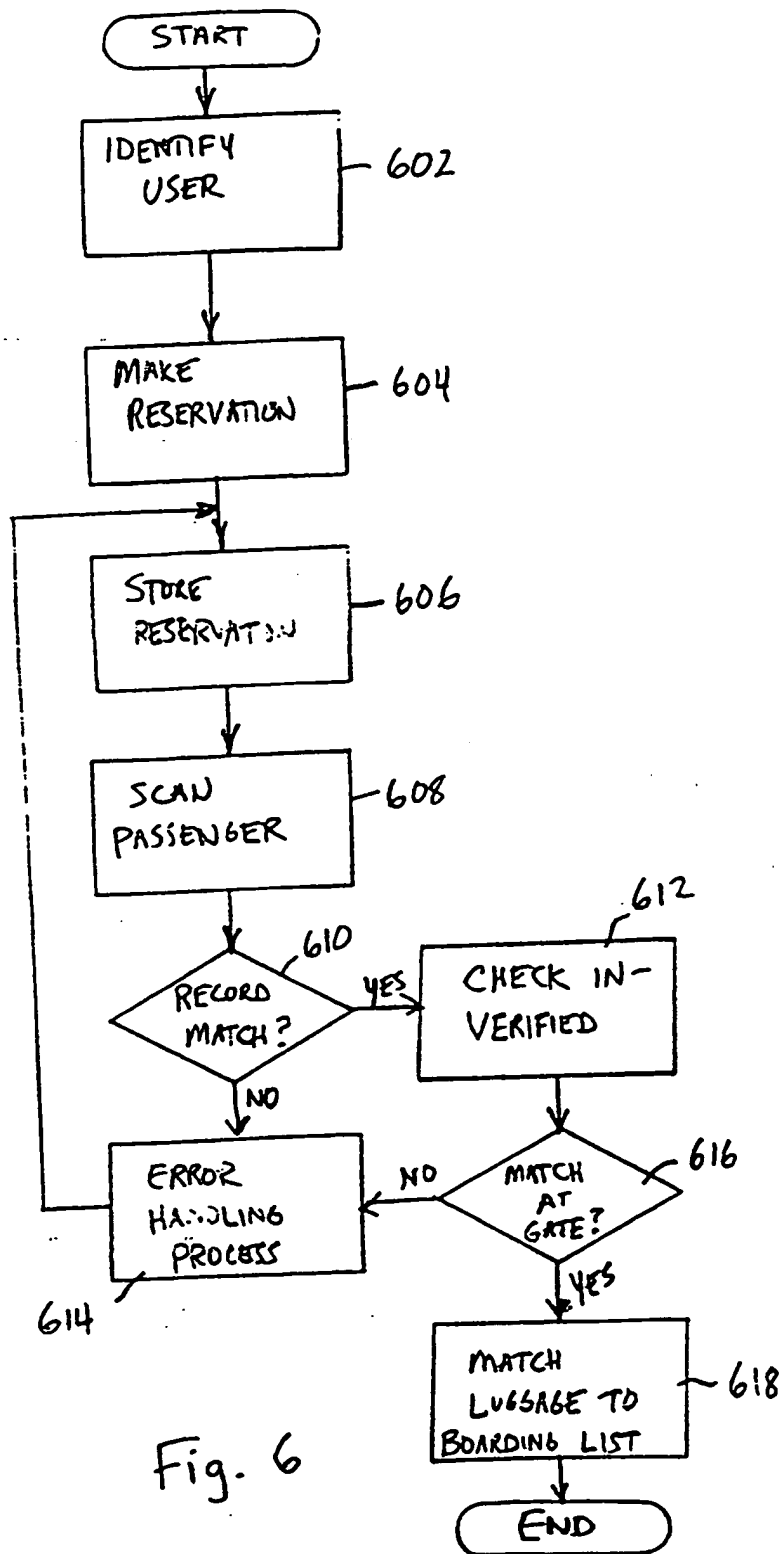 START
IDENTIFY
USER
602
MAKE
RESERVATION
604
STORE
RESERVATION
606
SCAN
PASSENGER
608
RECORD
MATCH?
610
YES
NO
612
CHECK IN-
VERIFIED
ERROR
HANDLING
PROCESS
614
NO
MATCH
AT
GATE?
616
YES
MATCH
LUGGAGE TO
BOARDING LIST
618
END
Fig. 6